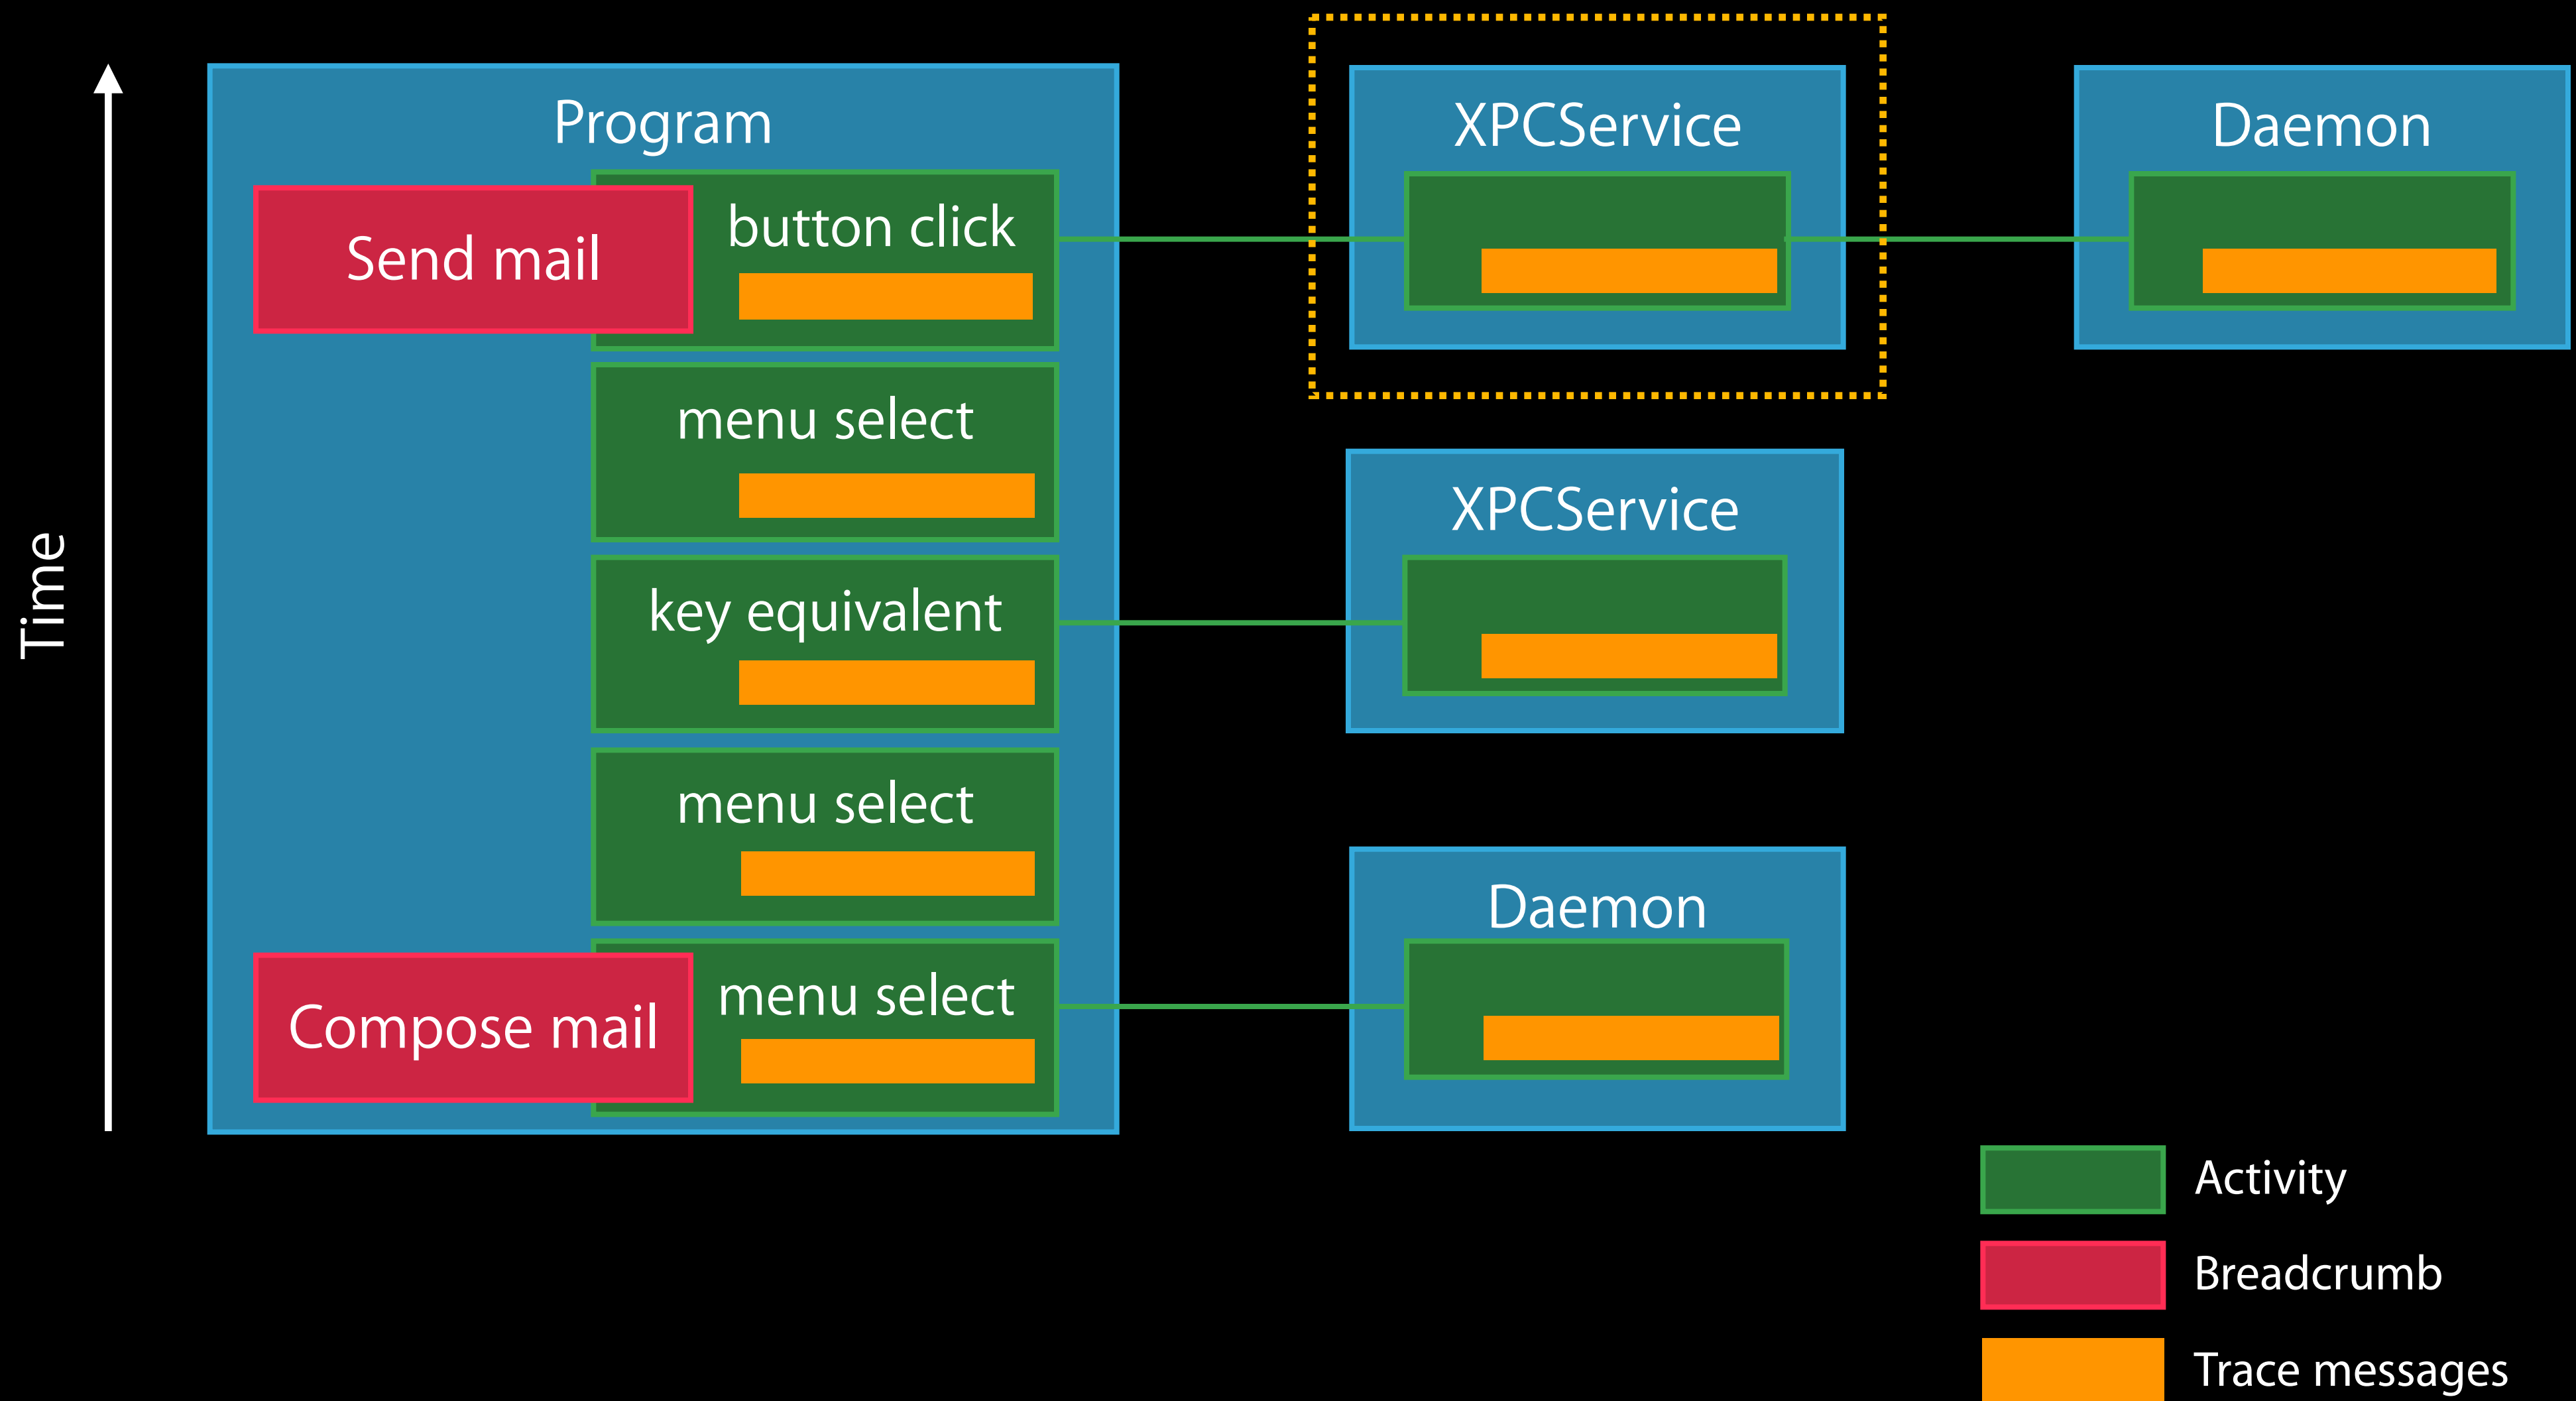 Time
Program
Send mail
button click
menu select
key equivalent
menu select
Compose mail
menu select
XPCService
Daemon
XPCService
Daemon
Activity
Breadcrumb
Trace messages